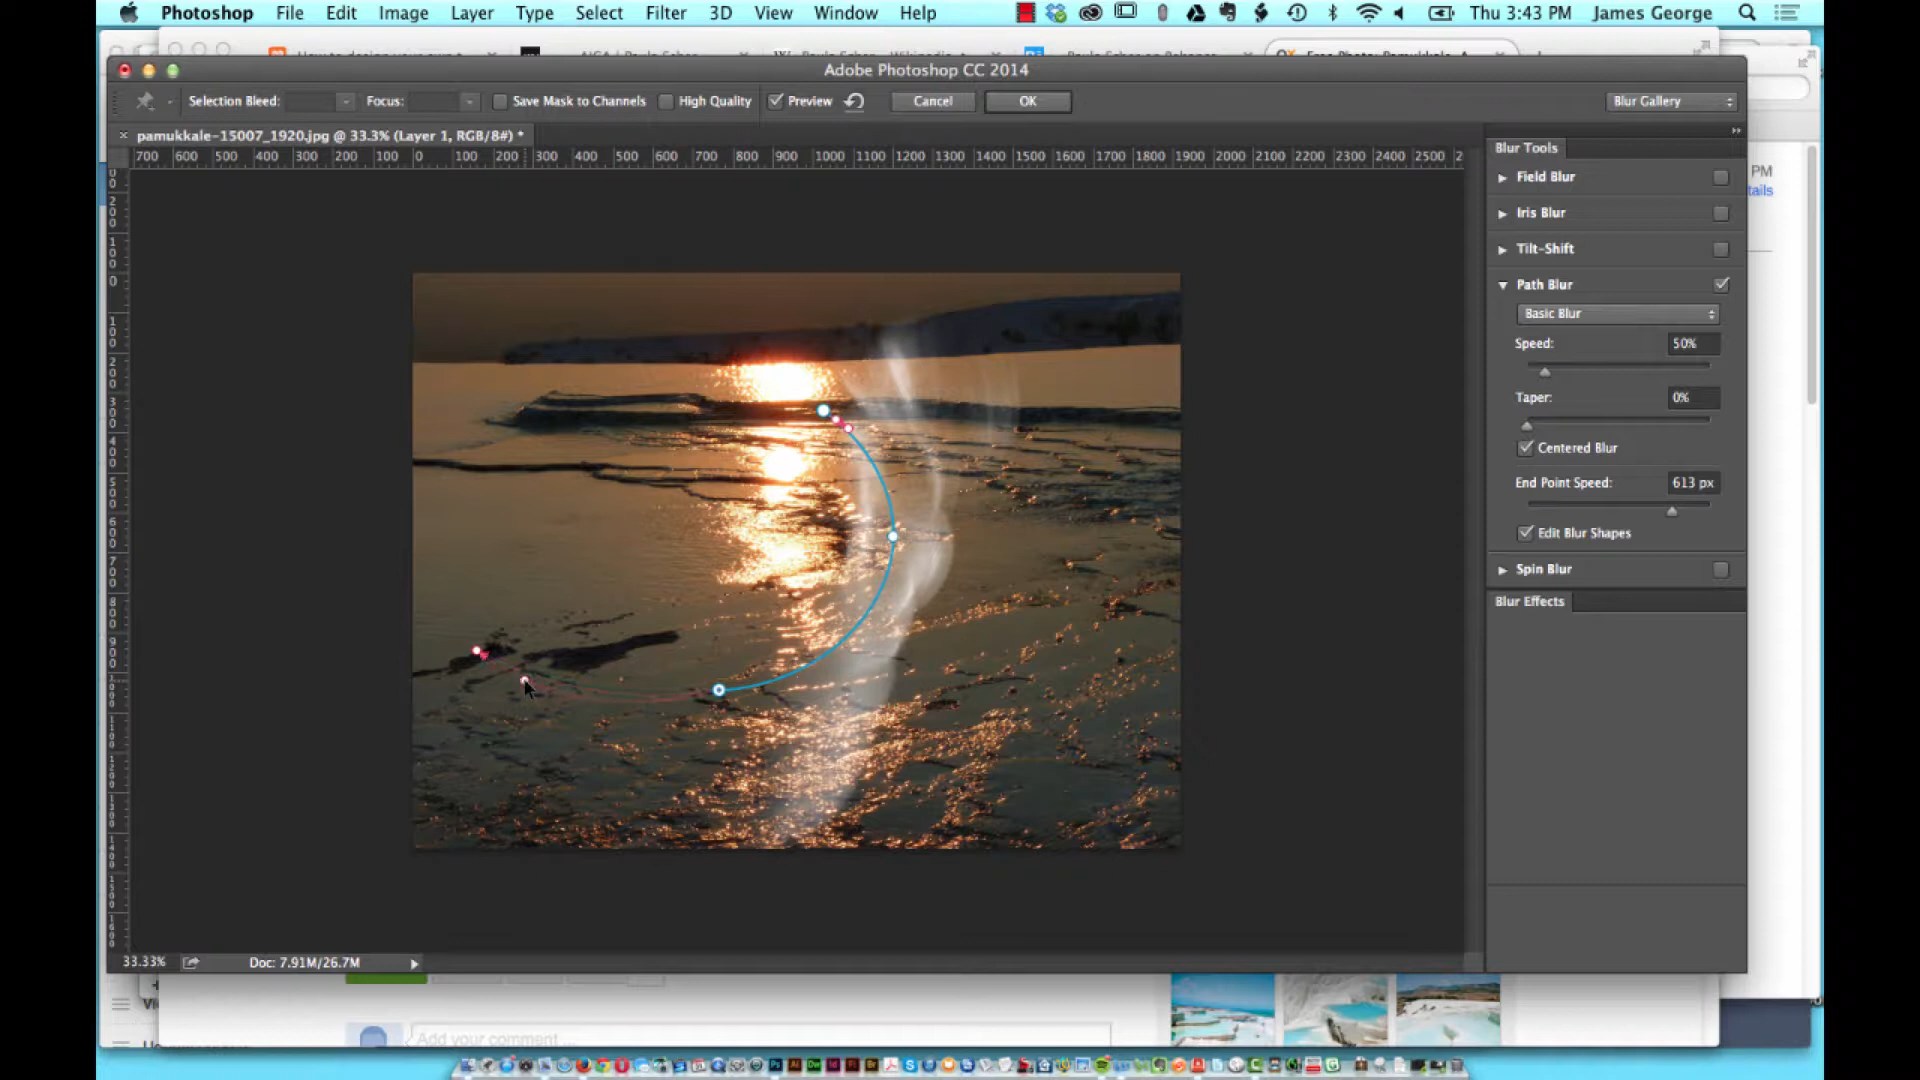 Photoshop File Edit Image Layer Type Select Filter 3D View Window Help Thu 3:43 PM James George
Adobe Photoshop CC 2014
Selection Bleed: Focus: Save Mask to Channels High Quality Preview Cancel OK Blur Gallery
pamukkale-15007_1920.jpg @ 33.3% (Layer 1, RGB/8#) *
700 600 500 400 300 200 100 0 100 200 300 400 500 600 700 800 900 1000 1100 1200 1300 1400 1500 1600 1700 1800 1900 2000 2100 2200 2300 2400 2500
Blur Tools
PM
tails
Field Blur
Iris Blur
Tilt-Shift
Path Blur
Basic Blur
Speed: 50%
Taper: 0%
Centered Blur
End Point Speed: 613 px
Edit Blur Shapes
Spin Blur
Blur Effects
33.33% Doc: 7.91M/26.7M
Add your comment ...